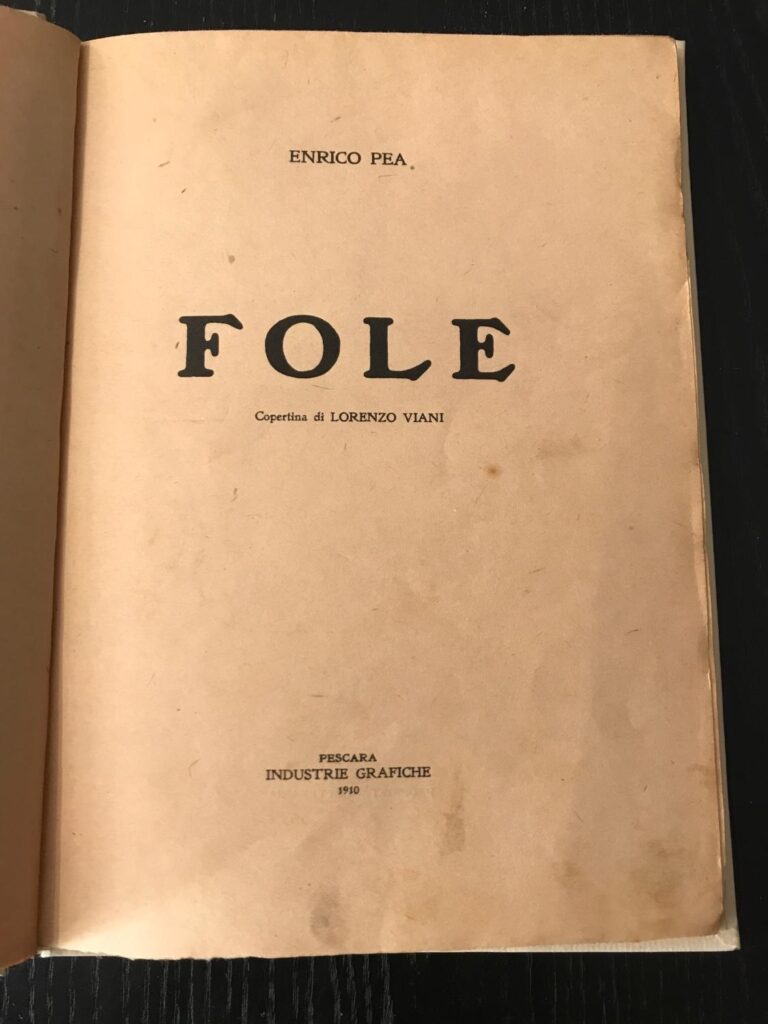 ENRICO PEA
FOLE
Copertina di LORENZO VIANI
PESCARA
INDUSTRIE GRAFICHE
1910